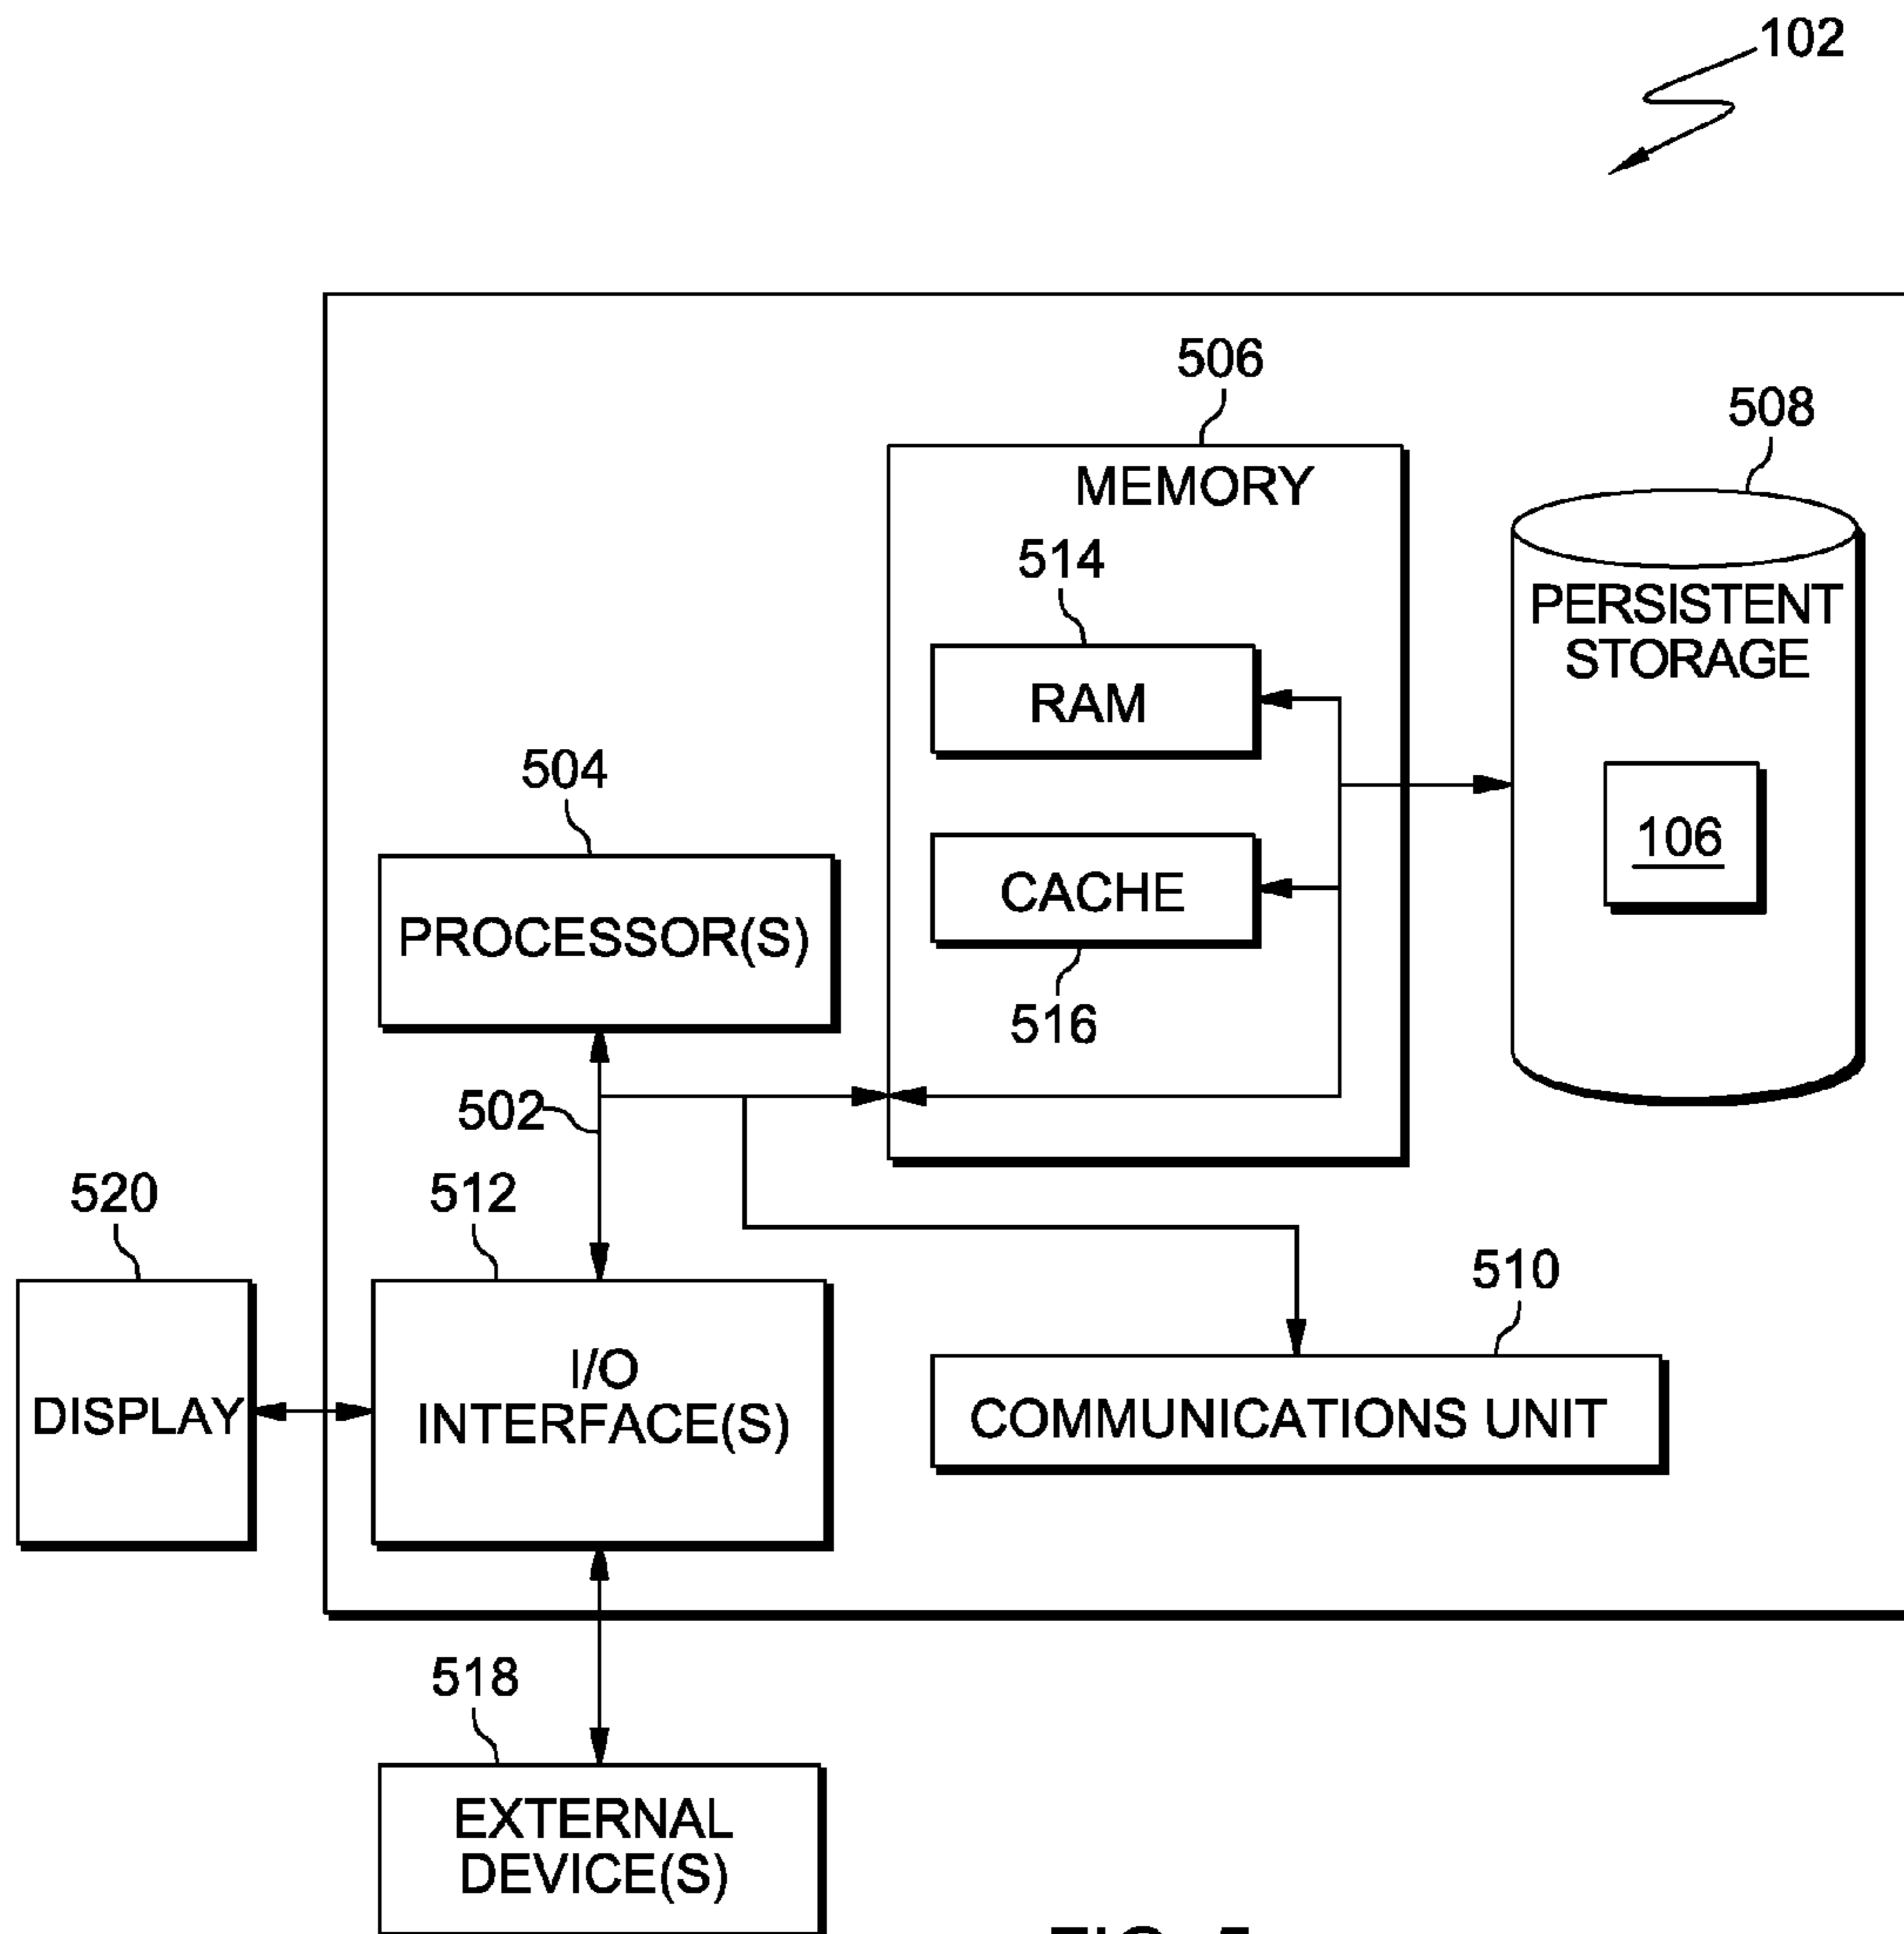 102
506
508
MEMORY
514
PERSISTENT
STORAGE
RAM
504
106
CACHE
PROCESSOR(S)
516
502
520
512
510
I/O
INTERFACE(S)
DISPLAY
COMMUNICATIONS UNIT
518
EXTERNAL
DEVICE(S)